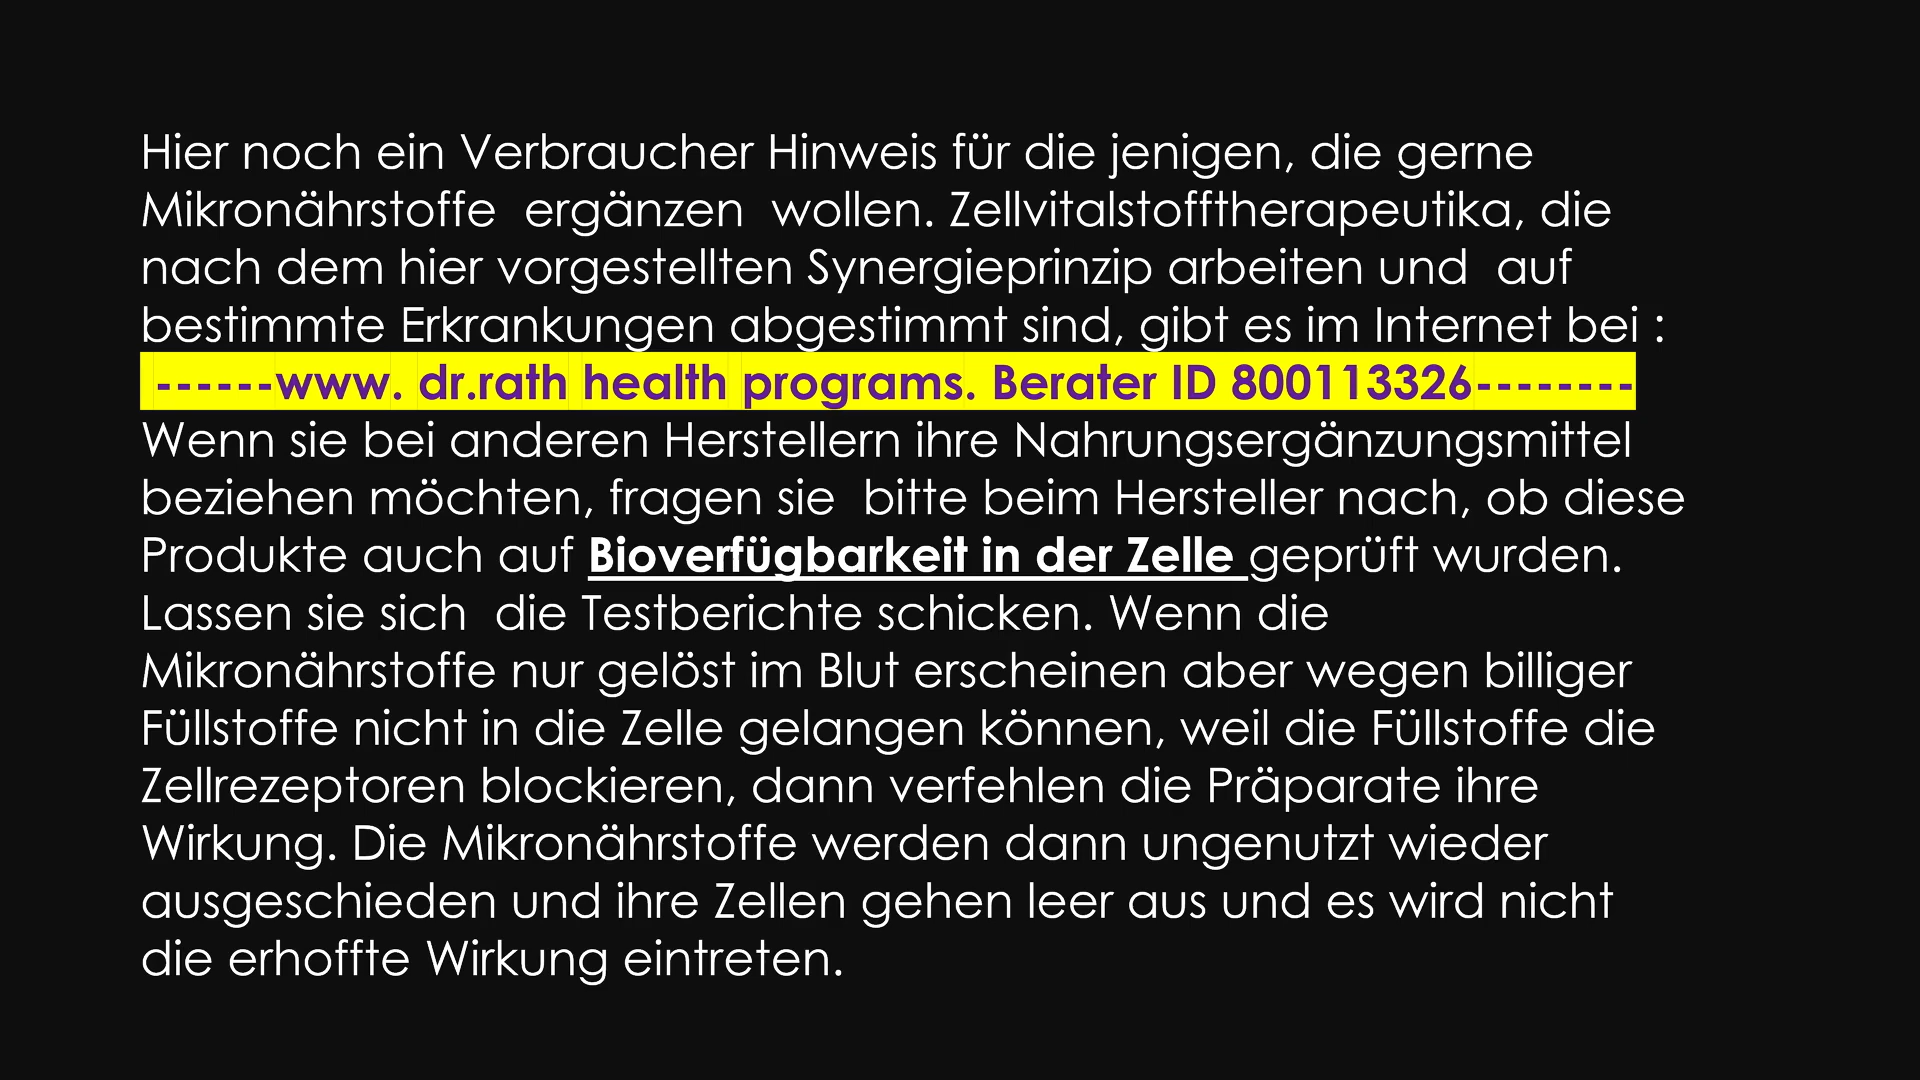 Hier noch ein Verbraucher Hinweis für die jenigen, die gerne
Mikronährstoffe  ergänzen  wollen. Zellvitalstofftherapeutika, die
nach dem hier vorgestellten Synergieprinzip arbeiten und  auf
bestimmte Erkrankungen abgestimmt sind, gibt es im Internet bei :
------www. dr.rath health programs. Berater ID 800113326--------
Wenn sie bei anderen Herstellern ihre Nahrungsergänzungsmittel
beziehen möchten, fragen sie  bitte beim Hersteller nach, ob diese
Produkte auch auf Bioverfügbarkeit in der Zelle geprüft wurden.
Lassen sie sich  die Testberichte schicken. Wenn die
Mikronährstoffe nur gelöst im Blut erscheinen aber wegen billiger
Füllstoffe nicht in die Zelle gelangen können, weil die Füllstoffe die
Zellrezeptoren blockieren, dann verfehlen die Präparate ihre
Wirkung. Die Mikronährstoffe werden dann ungenutzt wieder
ausgeschieden und ihre Zellen gehen leer aus und es wird nicht
die erhoffte Wirkung eintreten.